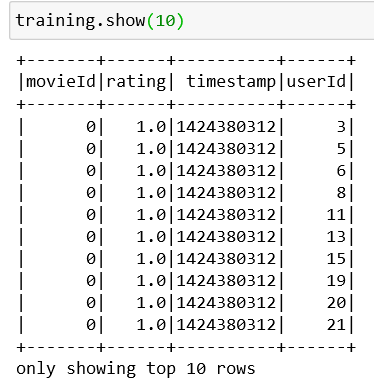 training.show(10)
+-------+------+----------+------+
|movieId|rating| timestamp|userId|
+-------+------+----------+------+
|      0|   1.0|1424380312|     3|
|      0|   1.0|1424380312|     5|
|      0|   1.0|1424380312|     6|
|      0|   1.0|1424380312|     8|
|      0|   1.0|1424380312|    11|
|      0|   1.0|1424380312|    13|
|      0|   1.0|1424380312|    15|
|      0|   1.0|1424380312|    19|
|      0|   1.0|1424380312|    20|
|      0|   1.0|1424380312|    21|
+-------+------+----------+------+
only showing top 10 rows